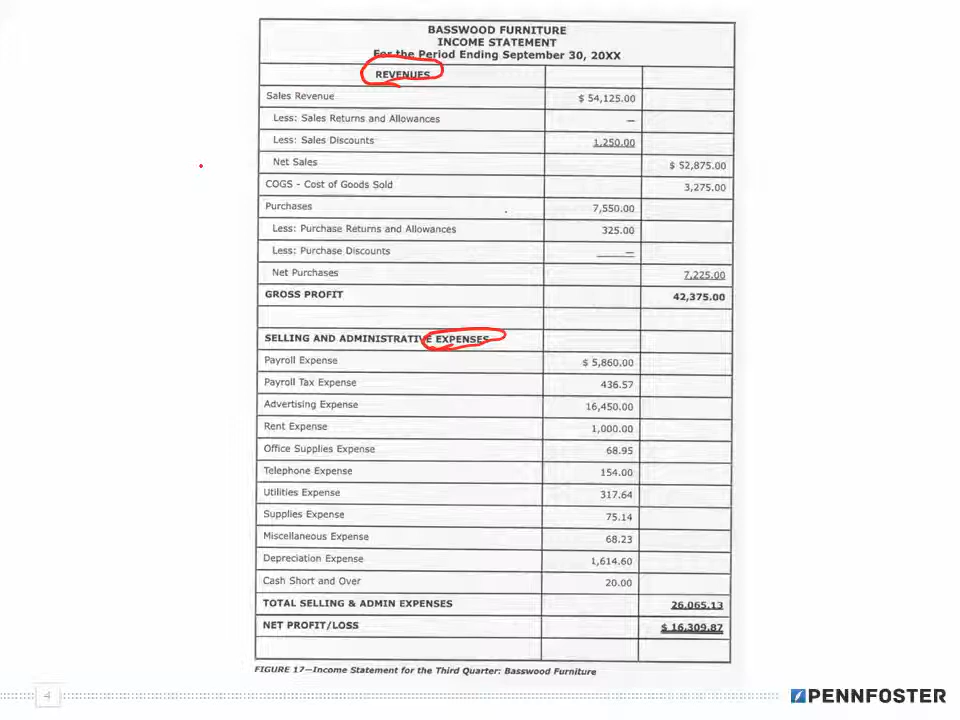 BASSWOOD FURNITURE
INCOME STATEMENT
For the Period Ending September 30, 20XX
REVENUES
Sales Revenue $ 54,125.00
Less: Sales Returns and Allowances —
Less: Sales Discounts 1,250.00
Net Sales $ 52,875.00
COGS - Cost of Goods Sold 3,275.00
Purchases 7,550.00
Less: Purchase Returns and Allowances 325.00
Less: Purchase Discounts —
Net Purchases 7,225.00
GROSS PROFIT 42,375.00
SELLING AND ADMINISTRATIVE EXPENSES
Payroll Expense $ 5,860.00
Payroll Tax Expense 436.57
Advertising Expense 16,450.00
Rent Expense 1,000.00
Office Supplies Expense 68.95
Telephone Expense 154.00
Utilities Expense 317.64
Supplies Expense 75.14
Miscellaneous Expense 68.23
Depreciation Expense 1,614.60
Cash Short and Over 20.00
TOTAL SELLING & ADMIN EXPENSES 26,065.13
NET PROFIT/LOSS $ 16,309.87
FIGURE 17—Income Statement for the Third Quarter: Basswood Furniture
4
PENNFOSTER